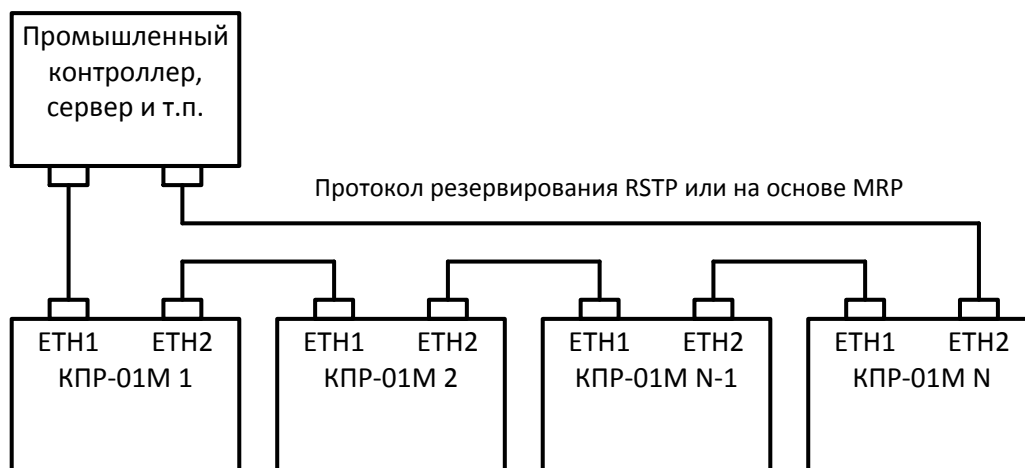 Промышленный
контроллер,
сервер и т.п.
Протокол резервирования RSTP или на основе MRP
ETH1 ETH2
КПР-01М 1
ETH1 ETH2
КПР-01М 2
ETH1 ETH2
КПР-01М N-1
ETH1 ETH2
КПР-01М N